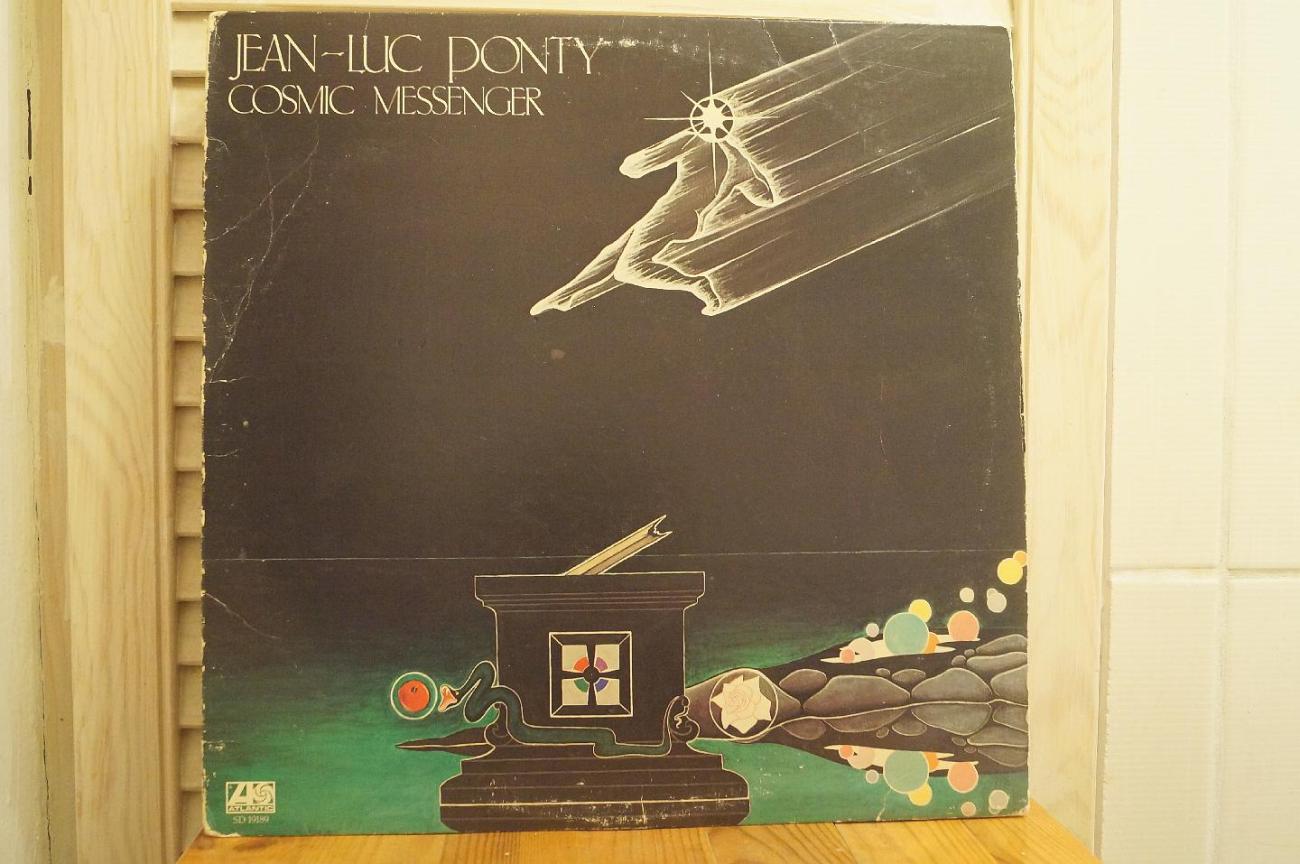 JEAN-LUC PONTY
COSMIC MESSENGER
ATLANTIC
SD 19189